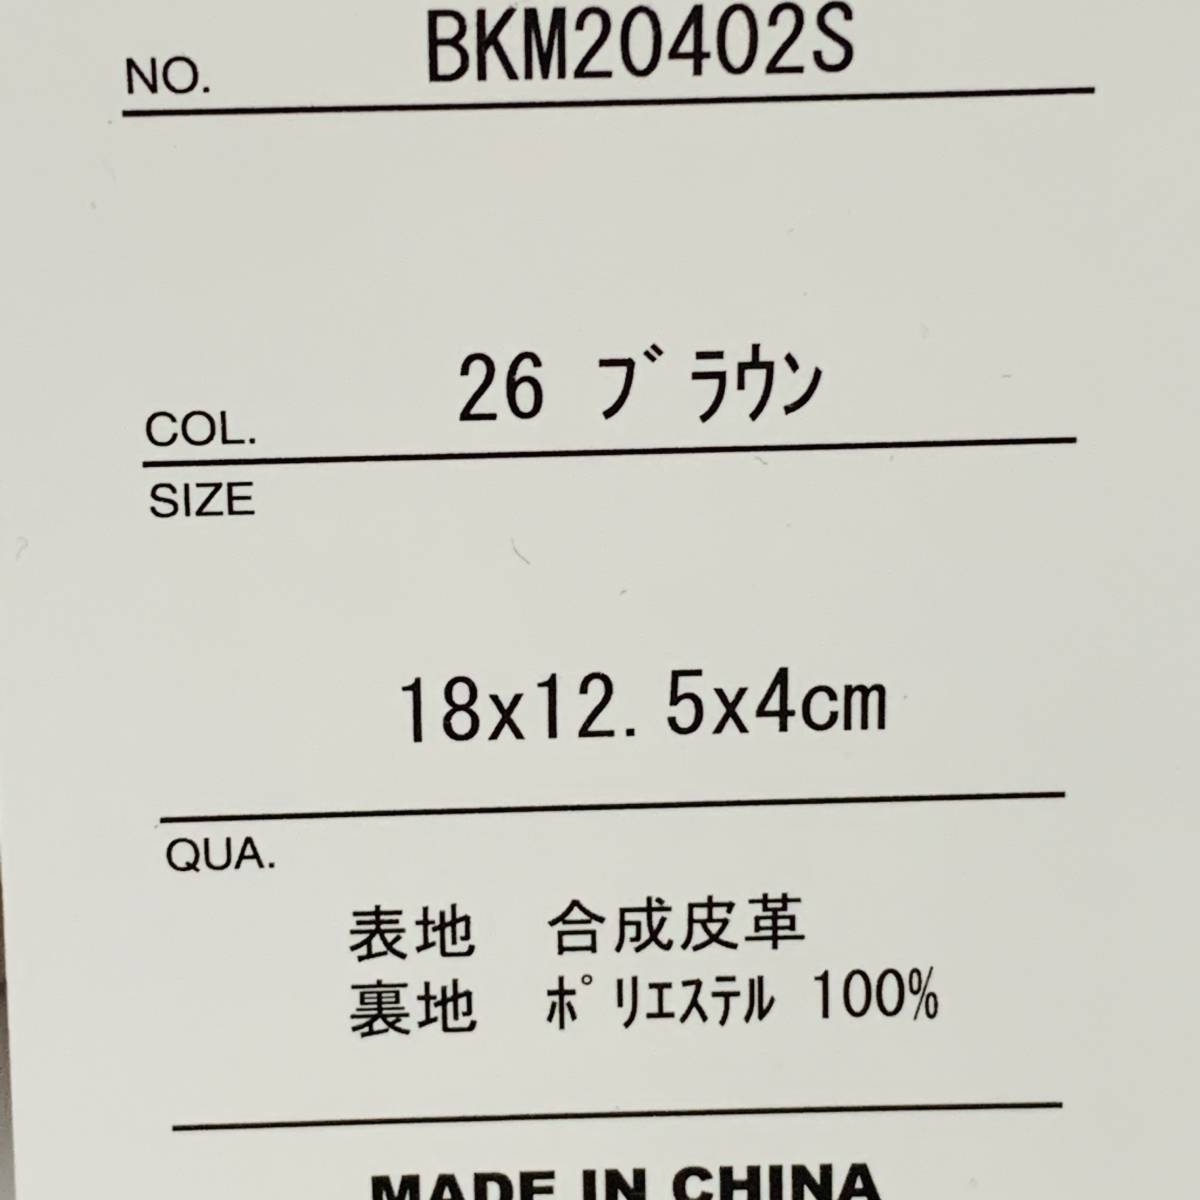 NO. BKM20402S
COL. 26 ﾌﾞﾗｳﾝ
SIZE
18x12.5x4cm
QUA.
表地　合成皮革
裏地　ﾎﾟﾘｴｽﾃﾙ 100%
MADE IN CHINA